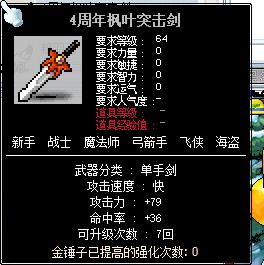 4周年枫叶突击剑
要求等级 : 64
要求力量 : 0
要求敏捷 : 0
要求智力 : 0
要求运气 : 0
要求人气度 : -
道具等级 : -
道具经验值 : -
新手 战士 魔法师 弓箭手 飞侠 海盗
武器分类 : 单手剑
攻击速度 : 快
攻击力 : +79
命中率 : +36
可升级次数 : 7回
金锤子已提高的强化次数: 0